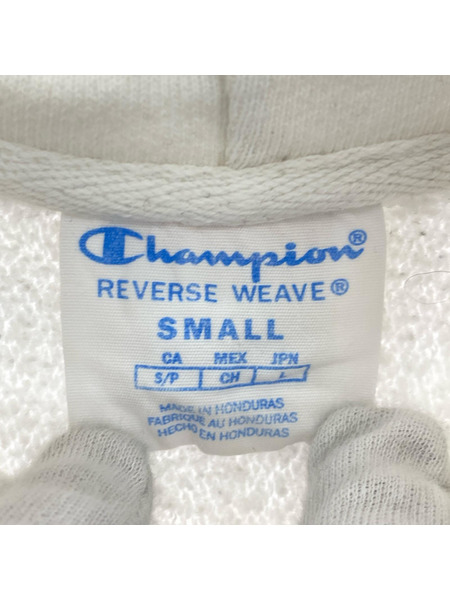 Champion®
REVERSE WEAVE®
SMALL
CA MEX JPN
S/P CH L
MADE IN HONDURAS
FABRIQUÉ AU HONDURAS
HECHO EN HONDURAS